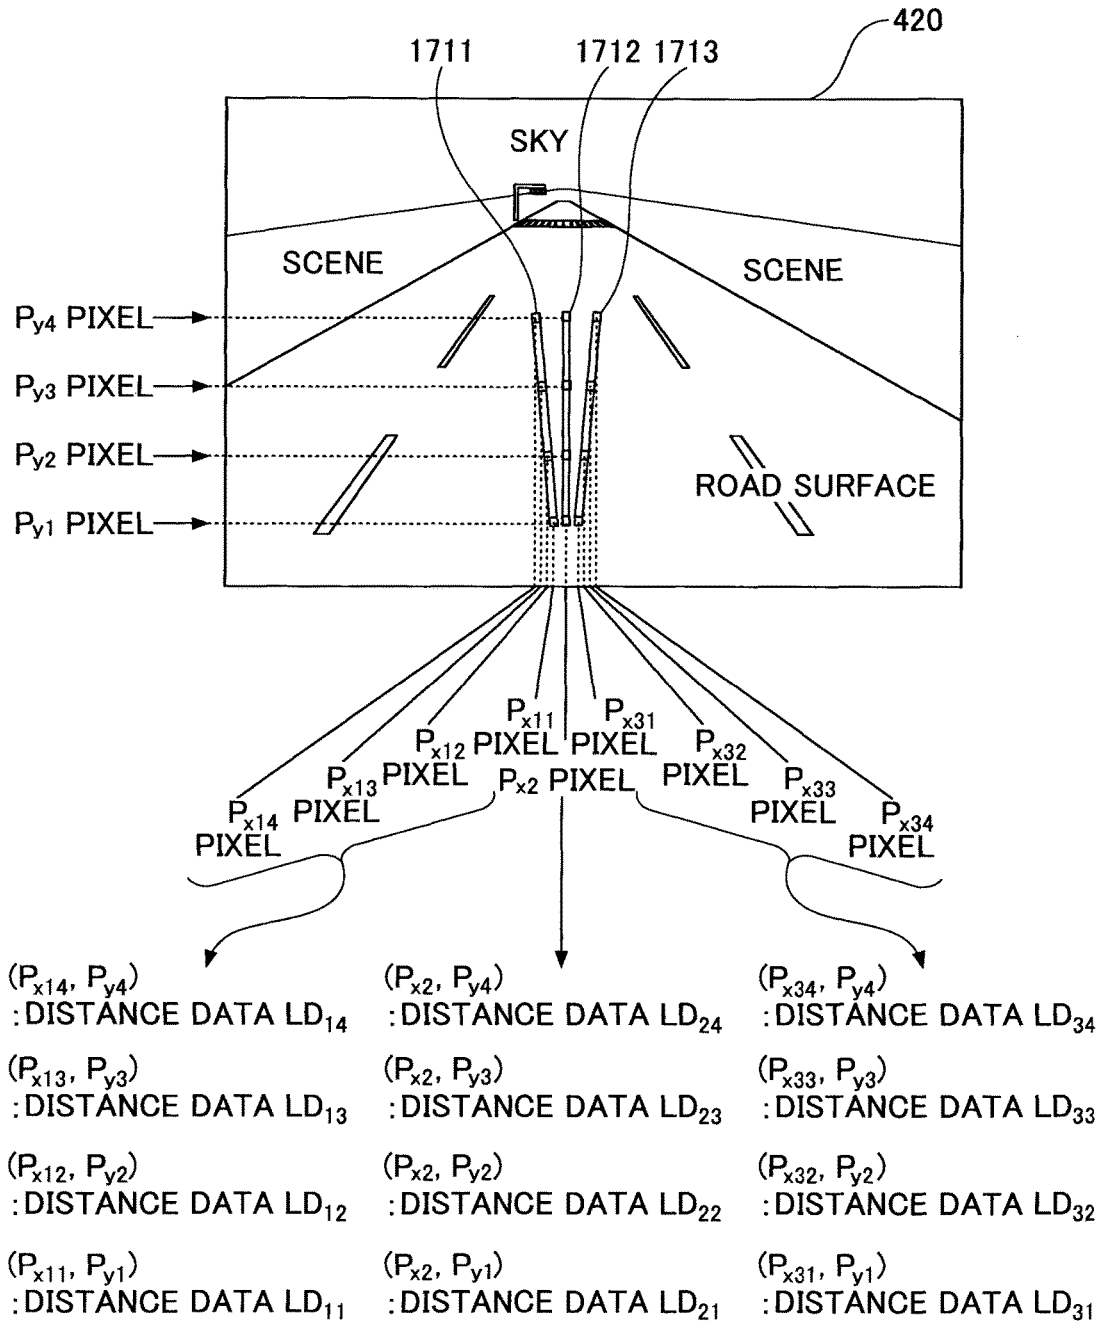 420
1711
1712
1713
SKY
SCENE
SCENE
Py4 PIXEL
Py3 PIXEL
Py2 PIXEL
ROAD SURFACE
Py1 PIXEL
Px11
PIXEL
Px31
PIXEL
Px12
PIXEL
Px32
PIXEL
Px13
PIXEL
Px2 PIXEL
Px33
PIXEL
Px14
PIXEL
Px34
PIXEL
(Px14, Py4)
:DISTANCE DATA LD14
(Px2, Py4)
:DISTANCE DATA LD24
(Px34, Py4)
:DISTANCE DATA LD34
(Px13, Py3)
:DISTANCE DATA LD13
(Px2, Py3)
:DISTANCE DATA LD23
(Px33, Py3)
:DISTANCE DATA LD33
(Px12, Py2)
:DISTANCE DATA LD12
(Px2, Py2)
:DISTANCE DATA LD22
(Px32, Py2)
:DISTANCE DATA LD32
(Px11, Py1)
:DISTANCE DATA LD11
(Px2, Py1)
:DISTANCE DATA LD21
(Px31, Py1)
:DISTANCE DATA LD31